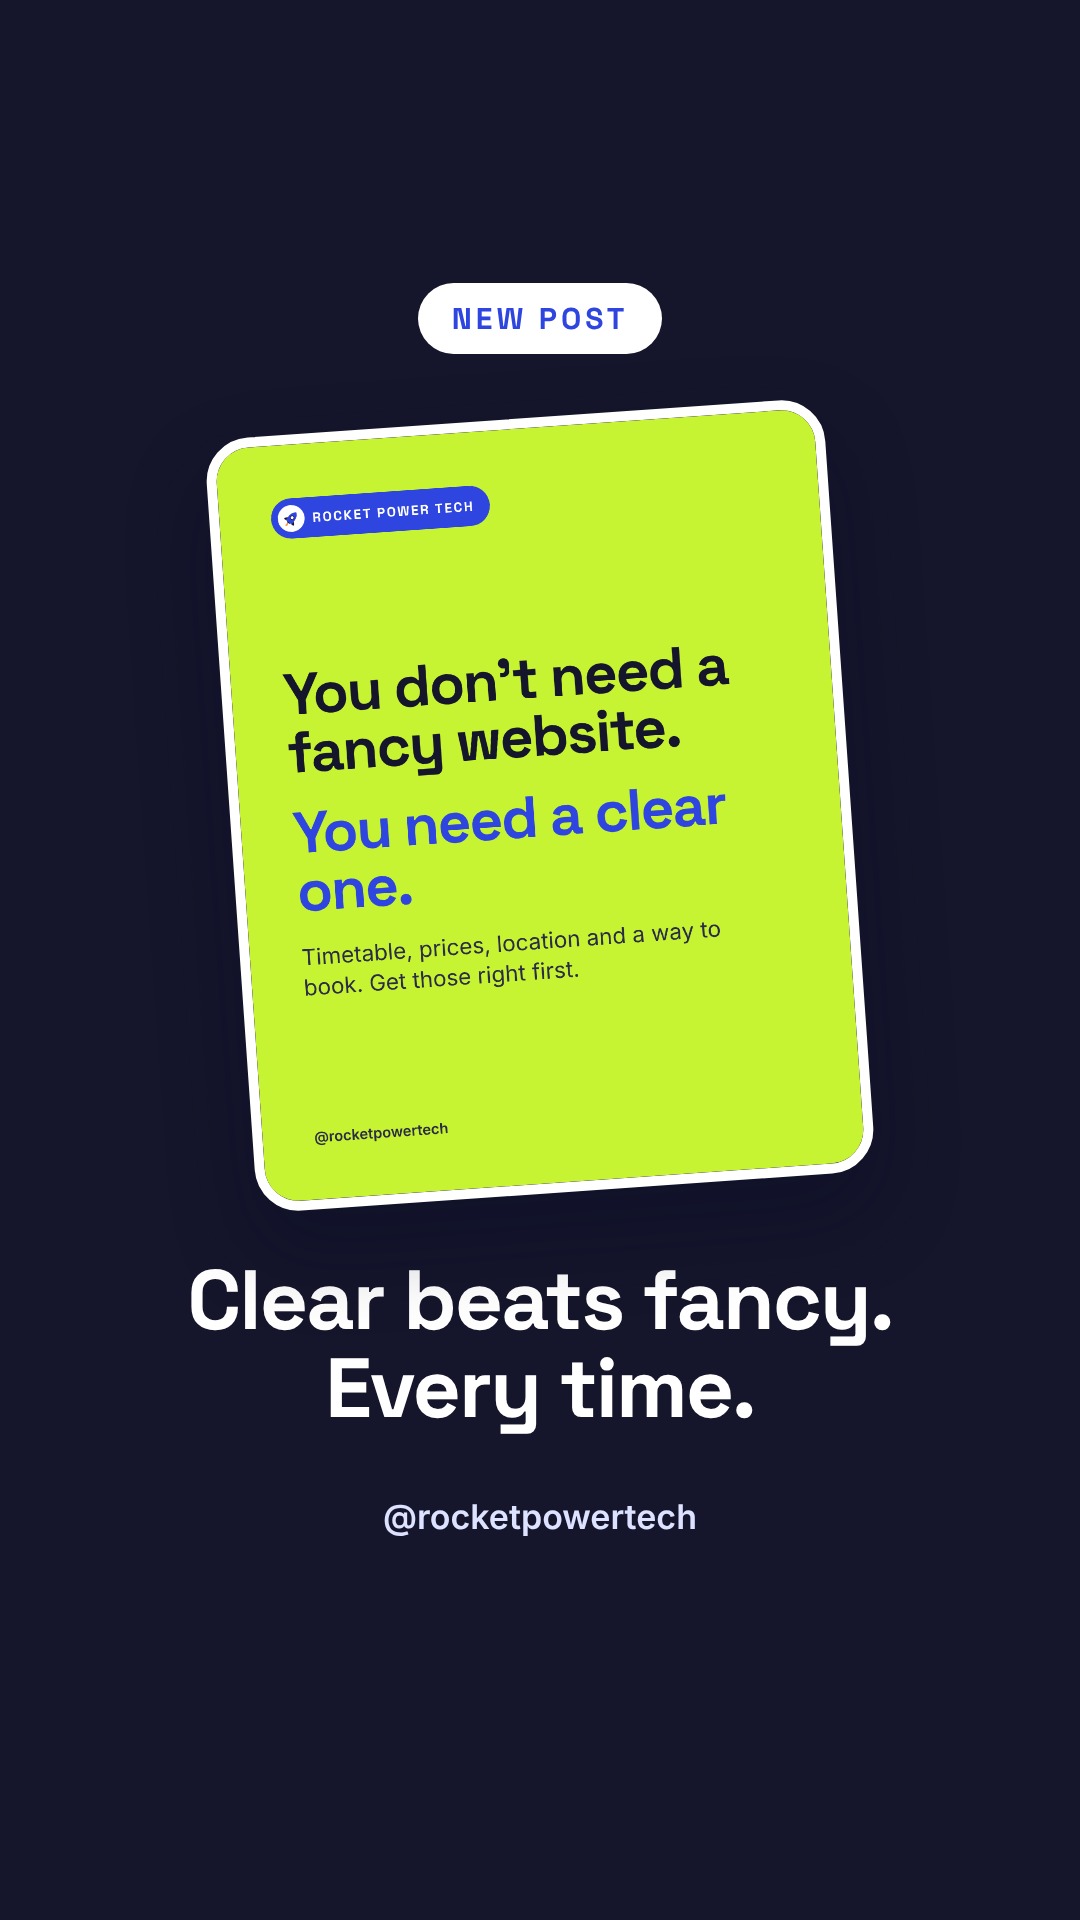 NEW POST
ROCKET POWER TECH
You don’t need a
fancy website.
You need a clear
one.
Timetable, prices, location and a way to
book. Get those right first.
@rocketpowertech
Clear beats fancy.
Every time.
@rocketpowertech